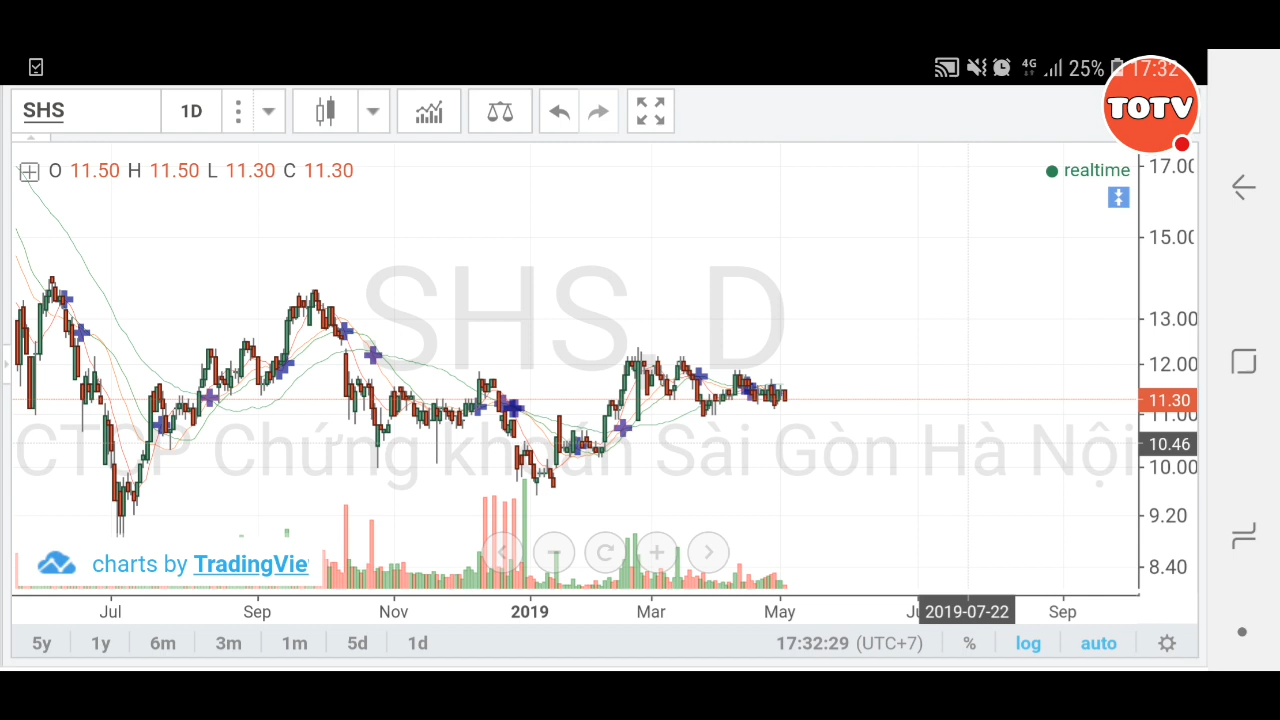 4G 25% 17:32
TOTV
SHS 1D
O 11.50 H 11.50 L 11.30 C 11.30
realtime
SHS, D
CTCP Chứng khoán Sài Gòn Hà Nội
17.00
15.00
13.00
12.00
11.30
11.00
10.46
10.00
9.20
8.40
charts by TradingVie
Jul Sep Nov 2019 Mar May 2019-07-22 Sep
5y 1y 6m 3m 1m 5d 1d 17:32:29 (UTC+7) % log auto